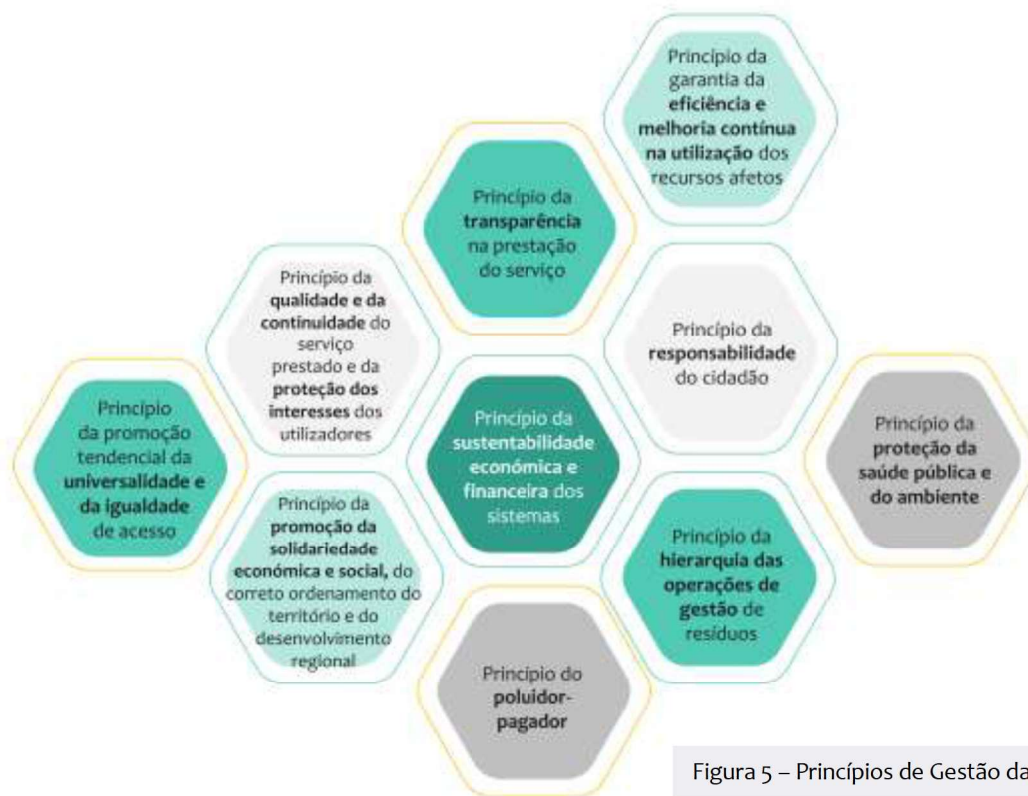 Princípio da
garantia da
eficiência e
melhoria contínua
na utilização dos
recursos afetos
Princípio da
transparência
na prestação
do serviço
Princípio da
qualidade e da
continuidade do
serviço
prestado e da
proteção dos
interesses dos
utilizadores
Princípio da
responsabilidade
do cidadão
Princípio
da promoção
tendencial da
universalidade e
da igualdade
de acesso
Princípio da
sustentabilidade
económica e
financeira dos
sistemas
Princípio da
proteção da
saúde pública e
do ambiente
Princípio da
promoção da
solidariedade
económica e social, do
correto ordenamento do
território e do
desenvolvimento
regional
Princípio da
hierarquia das
operações de
gestão de
resíduos
Princípio do
poluidor-
pagador
Figura 5 – Princípios de Gestão da